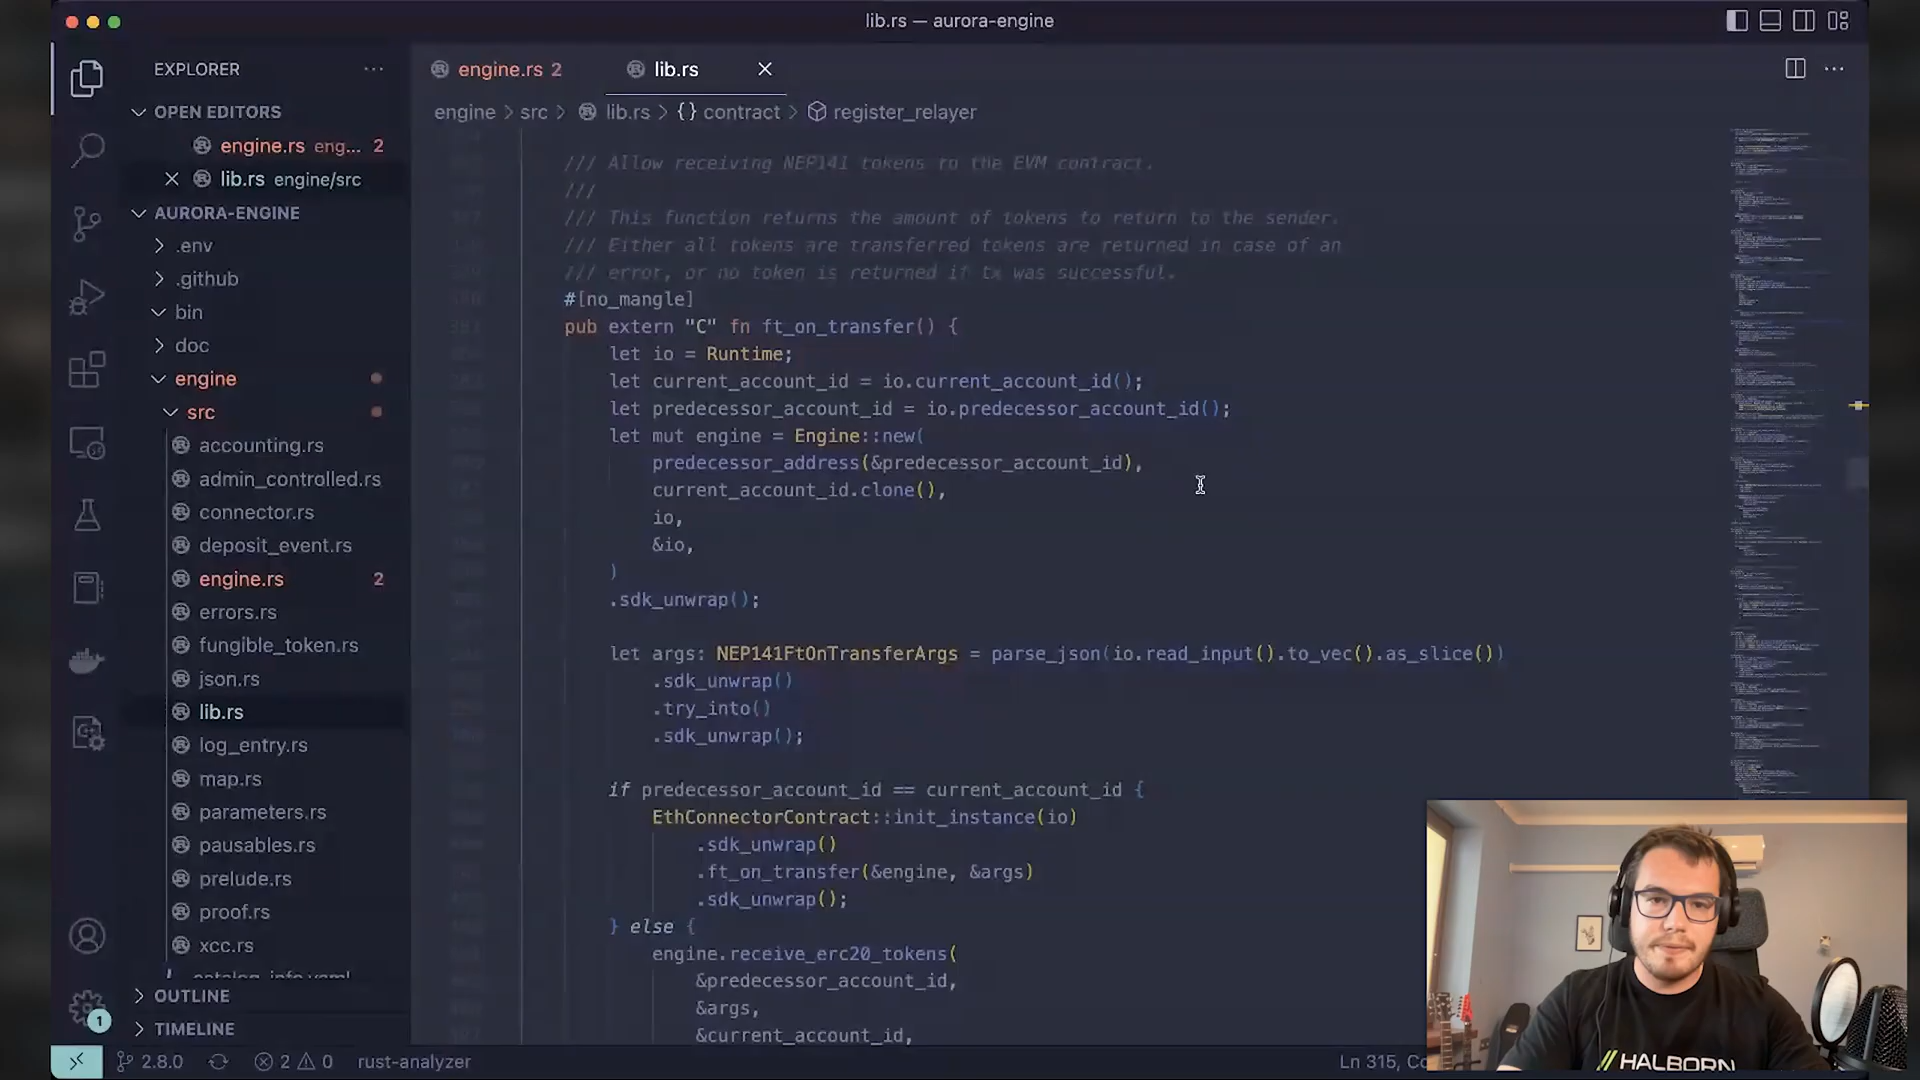 lib.rs — aurora-engine
EXPLORER
OPEN EDITORS
engine.rs eng... 2
lib.rs engine/src
AURORA-ENGINE
.env
.github
bin
doc
engine
src
accounting.rs
admin_controlled.rs
connector.rs
deposit_event.rs
engine.rs 2
errors.rs
fungible_token.rs
json.rs
lib.rs
log_entry.rs
map.rs
parameters.rs
pausables.rs
prelude.rs
proof.rs
xcc.rs
OUTLINE
TIMELINE
engine.rs 2
lib.rs
engine > src > lib.rs > {} contract > register_relayer
/// Allow receiving NEP141 tokens to the EVM contract.
///
/// This function returns the amount of tokens to return to the sender.
/// Either all tokens are transferred tokens are returned in case of an
/// error, or no token is returned if tx was successful.
#[no_mangle]
pub extern "C" fn ft_on_transfer() {
let io = Runtime;
let current_account_id = io.current_account_id();
let predecessor_account_id = io.predecessor_account_id();
let mut engine = Engine::new(
predecessor_address(&predecessor_account_id),
current_account_id.clone(),
io,
&io,
)
.sdk_unwrap();
let args: NEP141FtOnTransferArgs = parse_json(io.read_input().to_vec().as_slice())
.sdk_unwrap()
.try_into()
.sdk_unwrap();
if predecessor_account_id == current_account_id {
EthConnectorContract::init_instance(io)
.sdk_unwrap()
.ft_on_transfer(&engine, &args)
.sdk_unwrap();
} else {
engine.receive_erc20_tokens(
&predecessor_account_id,
&args,
&current_account_id,
1
2.8.0
2 0
rust-analyzer
Ln 315,
//HALBORN